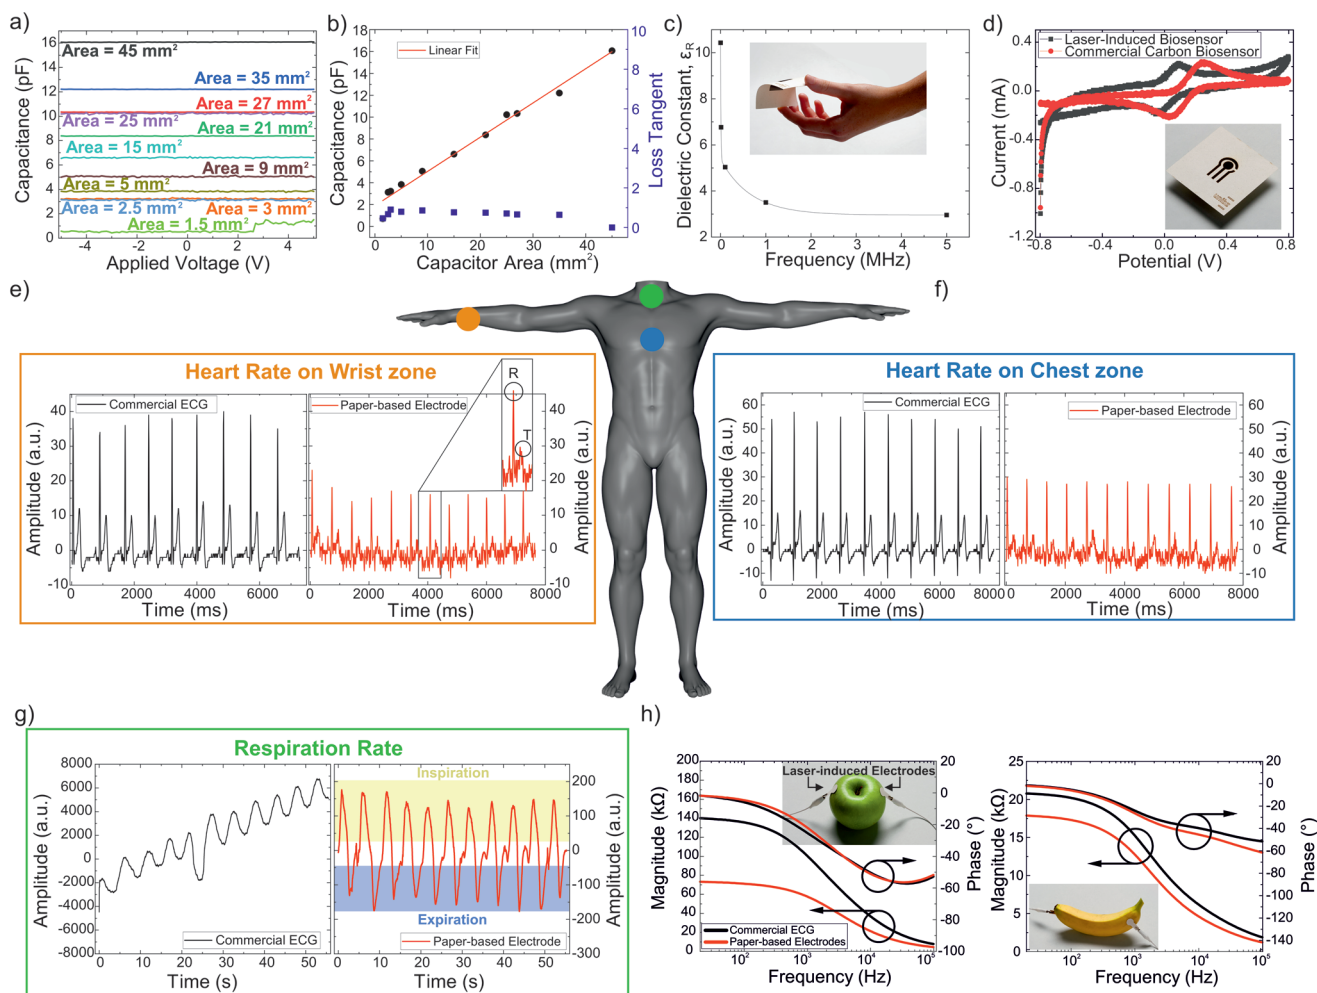 a)
18
16
14
12
10
8
6
4
2
0
Capacitance (pF)
Area = 45 mm²
Area = 35 mm²
Area = 27 mm²
Area = 25 mm²
Area = 21 mm²
Area = 15 mm²
Area = 9 mm²
Area = 5 mm²
Area = 3 mm²
Area = 2.5 mm²
Area = 1.5 mm²
-4 -2 0 2 4
Applied Voltage (V)
b)
18
16
14
12
10
8
6
4
2
0
Capacitance (pF)
Linear Fit
10
8
6
4
2
0
Loss Tangent
0 10 20 30 40
Capacitor Area (mm²)
c)
10
8
6
4
2
Dielectric Constant, εR
0 1 2 3 4 5
Frequency (MHz)
d)
Laser-Induced Biosensor
Commercial Carbon Biosensor
0.4
0.0
-0.4
-0.8
-1.2
Current (mA)
-0.8 -0.4 0.0 0.4 0.8
Potential (V)
e)
Heart Rate on Wrist zone
Commercial ECG
Paper-based Electrode
R
T
40
30
20
10
0
-10
Amplitude (a.u.)
40
30
20
10
0
-10
Amplitude (a.u.)
0 2000 4000 6000
Time (ms)
0 2000 4000 6000 8000
Time (ms)
f)
Heart Rate on Chest zone
Commercial ECG
Paper-based Electrode
60
50
40
30
20
10
0
-10
Amplitude (a.u.)
60
50
40
30
20
10
0
-10
Amplitude (a.u.)
0 2000 4000 6000 8000
Time (ms)
0 2000 4000 6000 8000
Time (ms)
g)
Respiration Rate
8000
6000
4000
2000
0
-2000
-4000
-6000
-8000
Amplitude (a.u.)
Commercial ECG
Inspiration
Expiration
Paper-based Electrode
200
100
0
-100
-200
-300
Amplitude (a.u.)
0 10 20 30 40 50
Time (s)
0 10 20 30 40 50
Time (s)
h)
200
180
160
140
120
100
80
60
40
20
0
Magnitude (kΩ)
Laser-induced Electrodes
Commercial ECG
Paper-based Electrodes
20
0
-20
-40
-60
-80
-100
Phase (°)
10² 10³ 10⁴ 10⁵
Frequency (Hz)
25
20
15
10
5
0
Magnitude (kΩ)
20
0
-20
-40
-60
-80
-100
-120
-140
Phase (°)
10² 10³ 10⁴ 10⁵
Frequency (Hz)